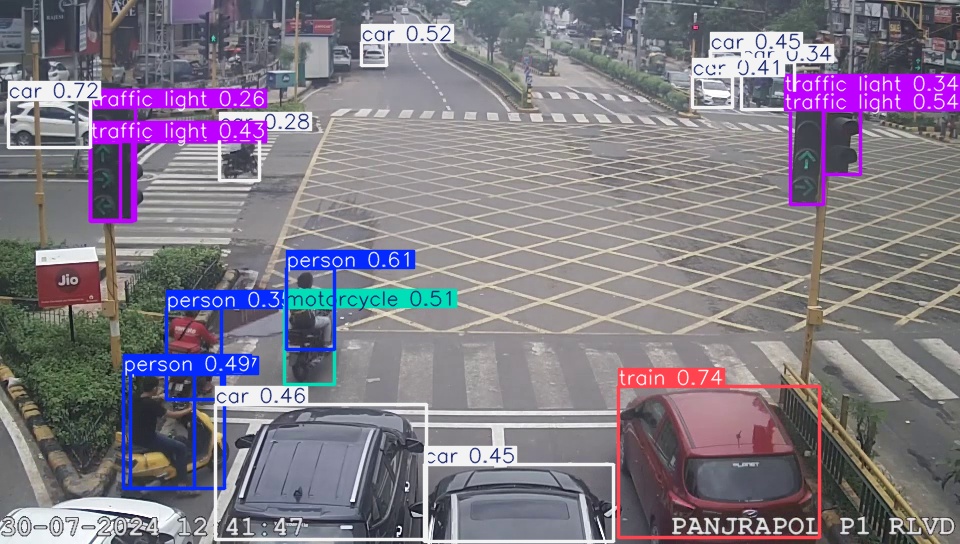 car 0.52
car 0.45
0.34
car 0.41
car 0.72
traffic light 0.26
traffic light 0.34
traffic light 0.54
traffic light 0.43
car 0.28
Jio
person 0.61
person 0.3
motorcycle 0.51
person 0.49
train 0.74
car 0.46
car 0.45
PLANET
30-07-2024 12:41:47
PANJRAPOL P1 RLVD